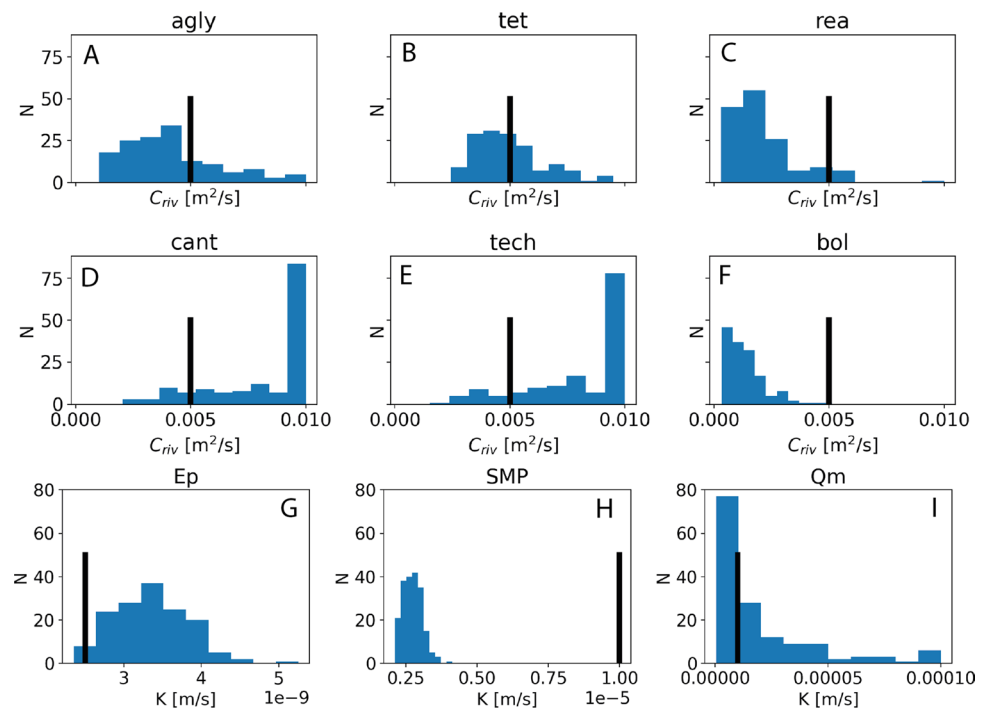 agly tet rea
A B C
75
50
25
0
N N N
C_riv [m²/s] C_riv [m²/s] C_riv [m²/s]
cant tech bol
D E F
75
50
25
0
N N N
0.000 0.005 0.010 0.000 0.005 0.010 0.000 0.005 0.010
C_riv [m²/s] C_riv [m²/s] C_riv [m²/s]
Ep SMP Qm
G H I
80 80 80
60 60 60
40 40 40
20 20 20
0 0 0
N N N
3 4 5 0.25 0.50 0.75 1.00 0.00000 0.00005 0.00010
K [m/s] 1e−9 K [m/s] 1e−5 K [m/s]